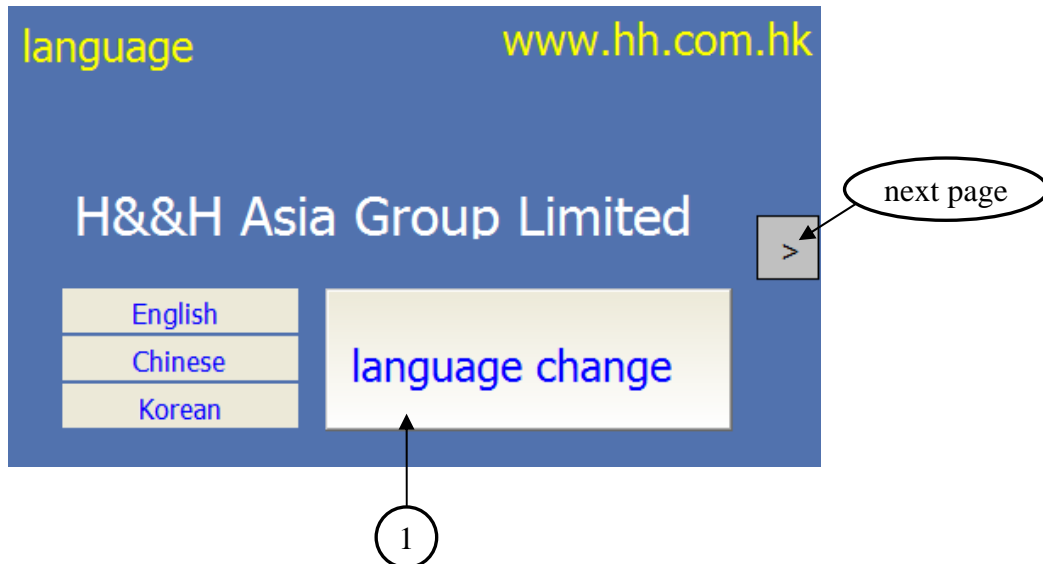 language
www.hh.com.hk
H&&H Asia Group Limited
next page
>
English
Chinese
Korean
language change
1